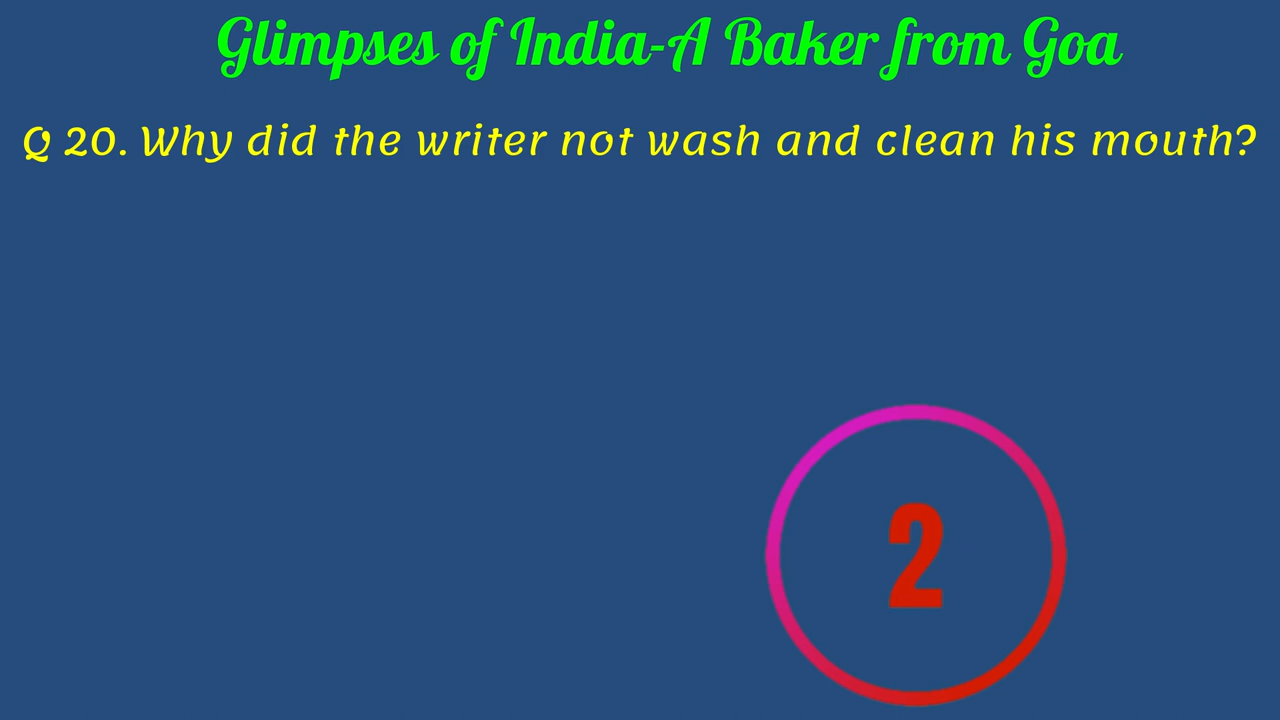 Glimpses of India-A Baker from Goa
Q 20. Why did the writer not wash and clean his mouth?
2